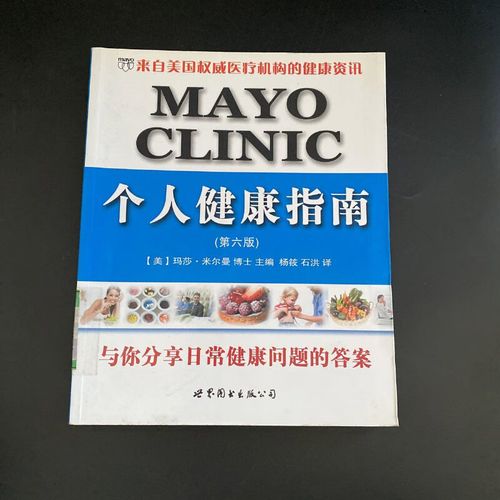 mayo
来自美国权威医疗机构的健康资讯
MAYO
CLINIC
个人健康指南
(第六版)
【美】玛莎·米尔曼 博士 主编 杨筱 石洪 译
与你分享日常健康问题的答案
世界图书出版公司